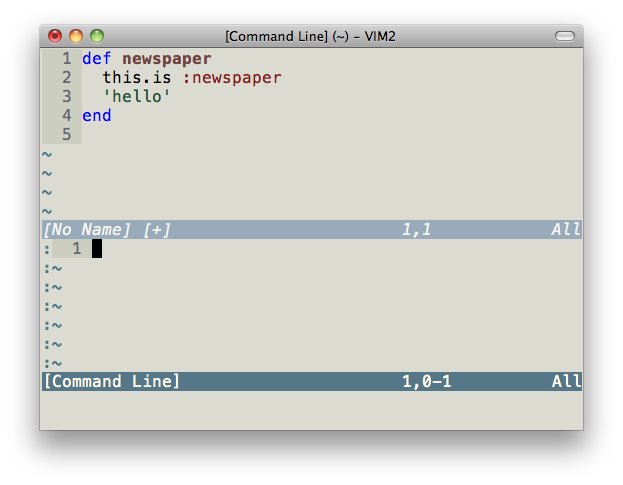 [Command Line] (~) – VIM2
1 def newspaper
2   this.is :newspaper
3   'hello'
4 end
5
~
~
~
~
[No Name] [+] 1,1 All
: 1
:~
:~
:~
:~
:~
:~
[Command Line] 1,0-1 All